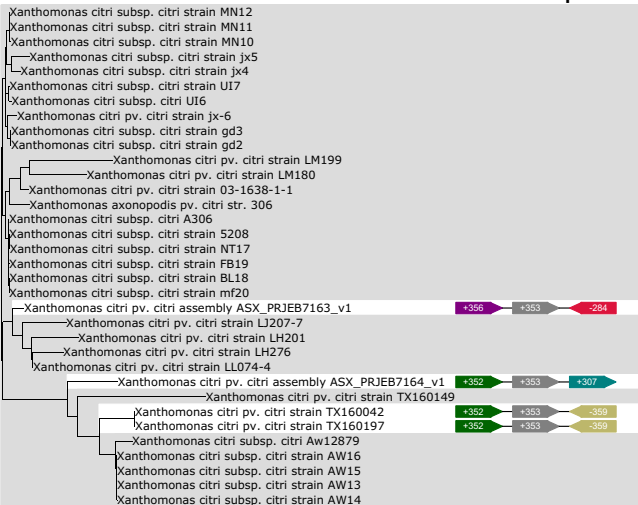 Xanthomonas citri subsp. citri strain MN12
Xanthomonas citri subsp. citri strain MN11
Xanthomonas citri subsp. citri strain MN10
Xanthomonas citri subsp. citri strain jx5
Xanthomonas citri subsp. citri strain jx4
Xanthomonas citri subsp. citri strain UI7
Xanthomonas citri subsp. citri UI6
Xanthomonas citri pv. citri strain jx-6
Xanthomonas citri subsp. citri strain gd3
Xanthomonas citri subsp. citri strain gd2
Xanthomonas citri pv. citri strain LM199
Xanthomonas citri pv. citri strain LM180
Xanthomonas citri pv. citri strain 03-1638-1-1
Xanthomonas axonopodis pv. citri str. 306
Xanthomonas citri subsp. citri A306
Xanthomonas citri subsp. citri strain 5208
Xanthomonas citri subsp. citri strain NT17
Xanthomonas citri subsp. citri strain FB19
Xanthomonas citri subsp. citri strain BL18
Xanthomonas citri subsp. citri strain mf20
Xanthomonas citri pv. citri assembly ASX_PRJEB7163_v1 +356 +353 -284
Xanthomonas citri pv. citri strain LJ207-7
Xanthomonas citri pv. citri strain LH201
Xanthomonas citri pv. citri strain LH276
Xanthomonas citri pv. citri strain LL074-4
Xanthomonas citri pv. citri assembly ASX_PRJEB7164_v1 +352 +353 +307
Xanthomonas citri pv. citri strain TX160149
Xanthomonas citri pv. citri strain TX160042 +352 +353 -359
Xanthomonas citri pv. citri strain TX160197 +352 +353 -359
Xanthomonas citri subsp. citri Aw12879
Xanthomonas citri subsp. citri strain AW16
Xanthomonas citri subsp. citri strain AW15
Xanthomonas citri subsp. citri strain AW13
Xanthomonas citri subsp. citri strain AW14